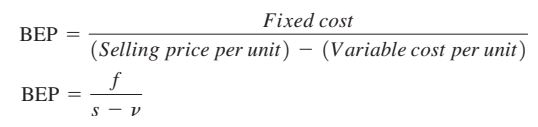 BEP = Fixed cost / (Selling price per unit) − (Variable cost per unit)
BEP = f / s − ν